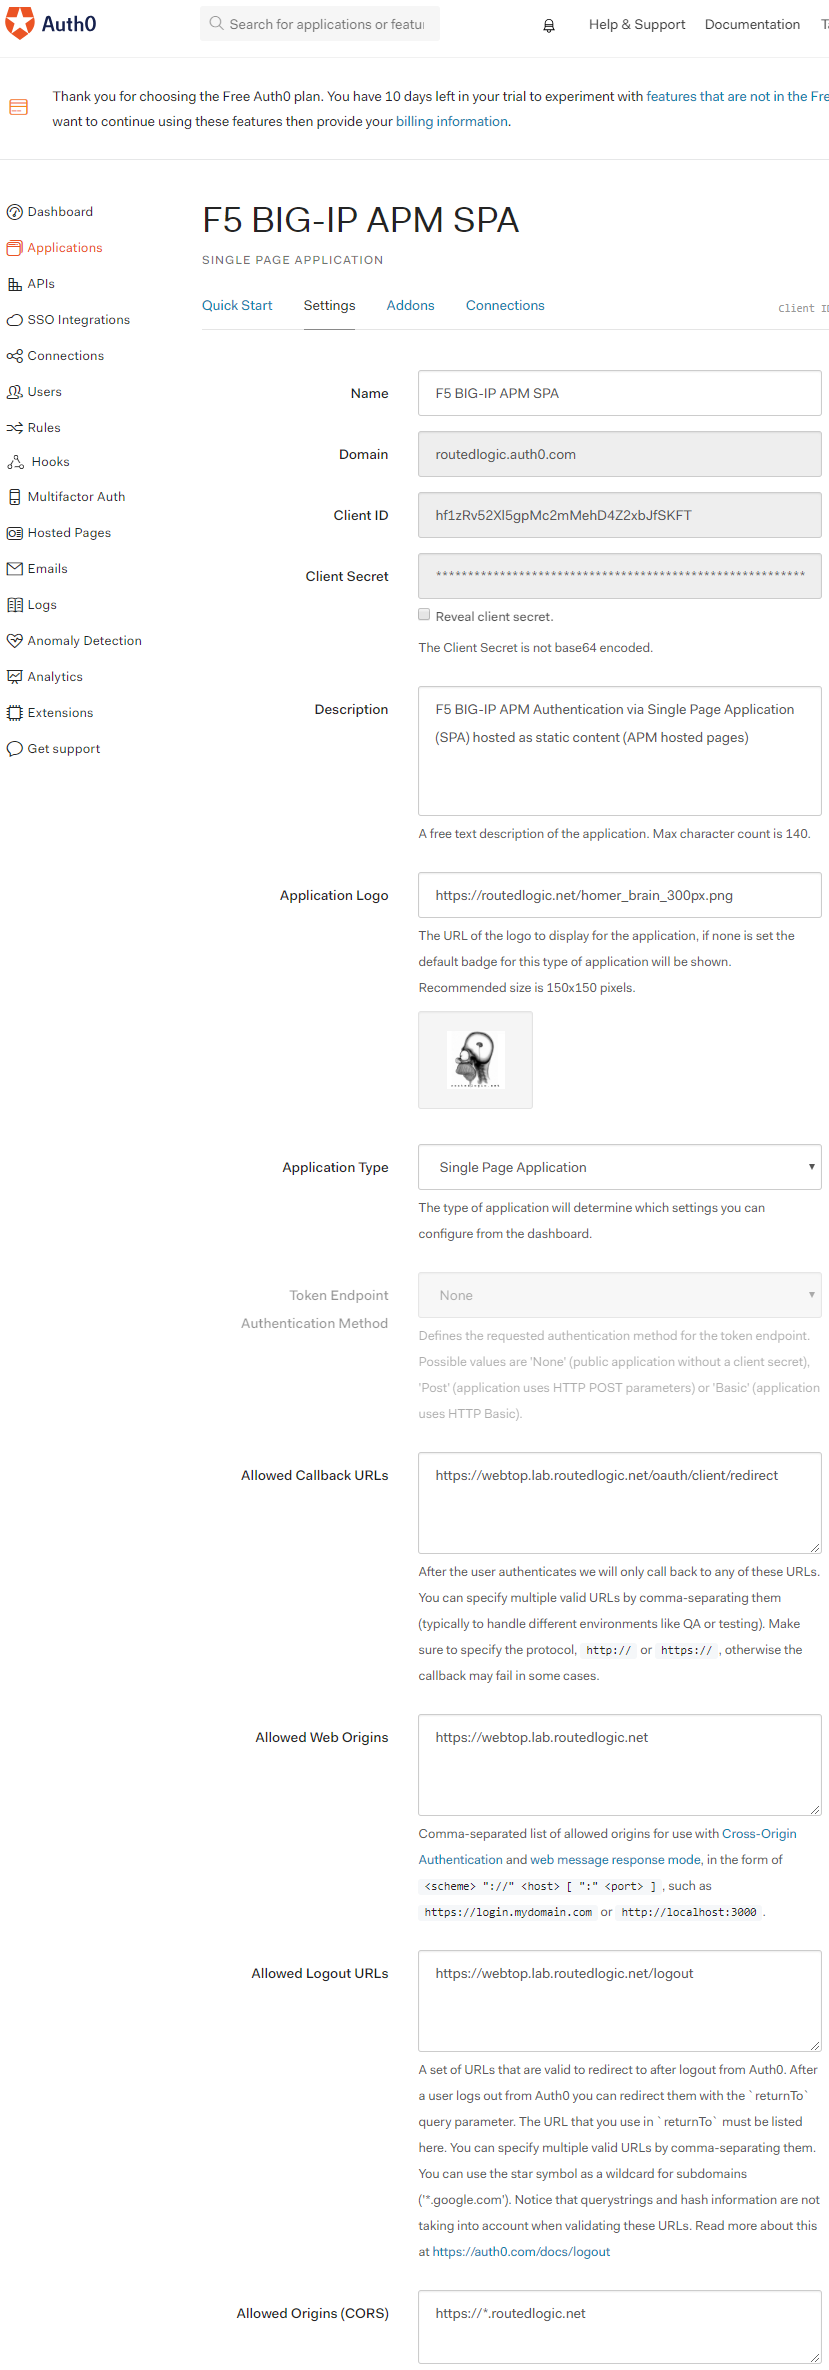 Auth0
Search for applications or featu
Help & Support
Documentation
Thank you for choosing the Free Auth0 plan. You have 10 days left in your trial to experiment with features that are not in the Fre
want to continue using these features then provide your billing information.
Dashboard
Applications
APIs
SSO Integrations
Connections
Users
Rules
Hooks
Multifactor Auth
Hosted Pages
Emails
Logs
Anomaly Detection
Analytics
Extensions
Get support
F5 BIG-IP APM SPA
SINGLE PAGE APPLICATION
Quick Start
Settings
Addons
Connections
Client ID
Name
F5 BIG-IP APM SPA
Domain
routedlogic.auth0.com
Client ID
hf1zRv52Xl5gpMc2mMehD4Z2xbJfSKFT
Client Secret
**********************************************************
Reveal client secret.
The Client Secret is not base64 encoded.
Description
F5 BIG-IP APM Authentication via Single Page Application
(SPA) hosted as static content (APM hosted pages)
A free text description of the application. Max character count is 140.
Application Logo
https://routedlogic.net/homer_brain_300px.png
The URL of the logo to display for the application, if none is set the
default badge for this type of application will be shown.
Recommended size is 150x150 pixels.
Application Type
Single Page Application
The type of application will determine which settings you can
configure from the dashboard.
Token Endpoint
Authentication Method
None
Defines the requested authentication method for the token endpoint.
Possible values are 'None' (public application without a client secret),
'Post' (application uses HTTP POST parameters) or 'Basic' (application
uses HTTP Basic).
Allowed Callback URLs
https://webtop.lab.routedlogic.net/oauth/client/redirect
After the user authenticates we will only call back to any of these URLs.
You can specify multiple valid URLs by comma-separating them
(typically to handle different environments like QA or testing). Make
sure to specify the protocol, http:// or https:// , otherwise the
callback may fail in some cases.
Allowed Web Origins
https://webtop.lab.routedlogic.net
Comma-separated list of allowed origins for use with Cross-Origin
Authentication and web message response mode, in the form of
<scheme> "://" <host> [ ":" <port> ] , such as
https://login.mydomain.com or http://localhost:3000 .
Allowed Logout URLs
https://webtop.lab.routedlogic.net/logout
A set of URLs that are valid to redirect to after logout from Auth0. After
a user logs out from Auth0 you can redirect them with the `returnTo`
query parameter. The URL that you use in `returnTo` must be listed
here. You can specify multiple valid URLs by comma-separating them.
You can use the star symbol as a wildcard for subdomains
('*.google.com'). Notice that querystrings and hash information are not
taking into account when validating these URLs. Read more about this
at https://auth0.com/docs/logout
Allowed Origins (CORS)
https://*.routedlogic.net